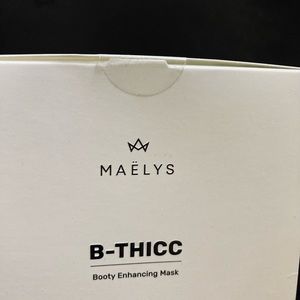 MAËLYS
B-THICC
Booty Enhancing Mask